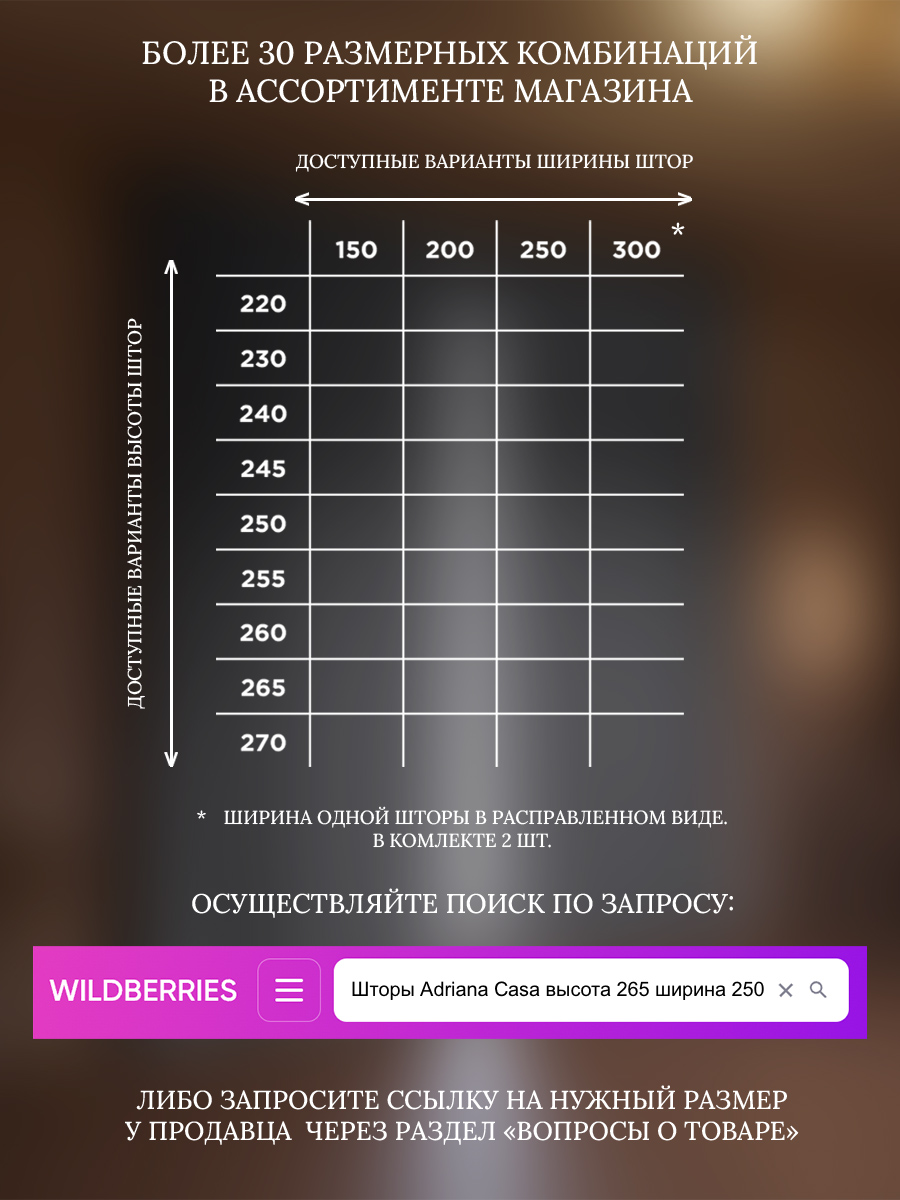 БОЛЕЕ 30 РАЗМЕРНЫХ КОМБИНАЦИЙ
В АССОРТИМЕНТЕ МАГАЗИНА
ДОСТУПНЫЕ ВАРИАНТЫ ШИРИНЫ ШТОР
150 200 250 300 *
ДОСТУПНЫЕ ВАРИАНТЫ ВЫСОТЫ ШТОР
220
230
240
245
250
255
260
265
270
* ШИРИНА ОДНОЙ ШТОРЫ В РАСПРАВЛЕННОМ ВИДЕ.
В КОМЛЕКТЕ 2 ШТ.
ОСУЩЕСТВЛЯЙТЕ ПОИСК ПО ЗАПРОСУ:
WILDBERRIES Шторы Adriana Casa высота 265 ширина 250
ЛИБО ЗАПРОСИТЕ ССЫЛКУ НА НУЖНЫЙ РАЗМЕР
У ПРОДАВЦА ЧЕРЕЗ РАЗДЕЛ «ВОПРОСЫ О ТОВАРЕ»